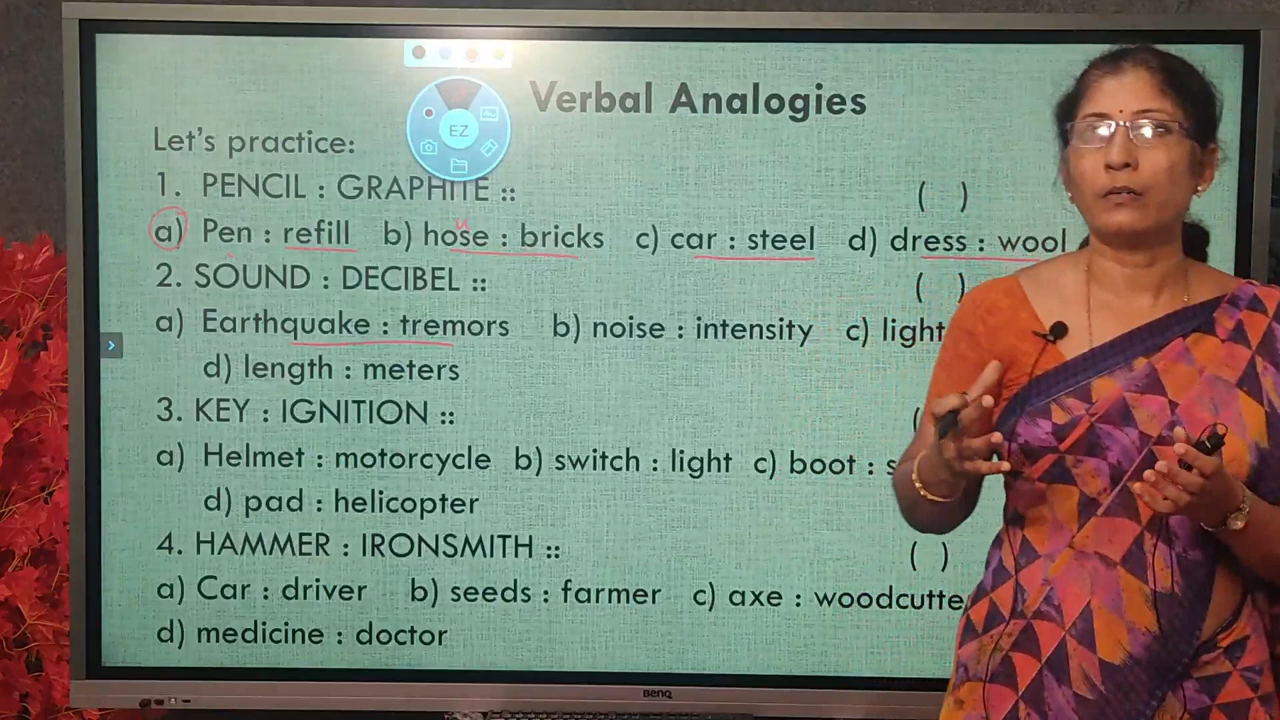 EZ
Verbal Analogies
Let's practice:
1. PENCIL : GRAPHITE :: ( )
a) Pen : refill b) hose : bricks c) car : steel d) dress : wool
u
2. SOUND : DECIBEL :: ( )
a) Earthquake : tremors b) noise : intensity c) light
d) length : meters
3. KEY : IGNITION :: (
a) Helmet : motorcycle b) switch : light c) boot : s
d) pad : helicopter
4. HAMMER : IRONSMITH :: ( )
a) Car : driver b) seeds : farmer c) axe : woodcutte
d) medicine : doctor
BenQ